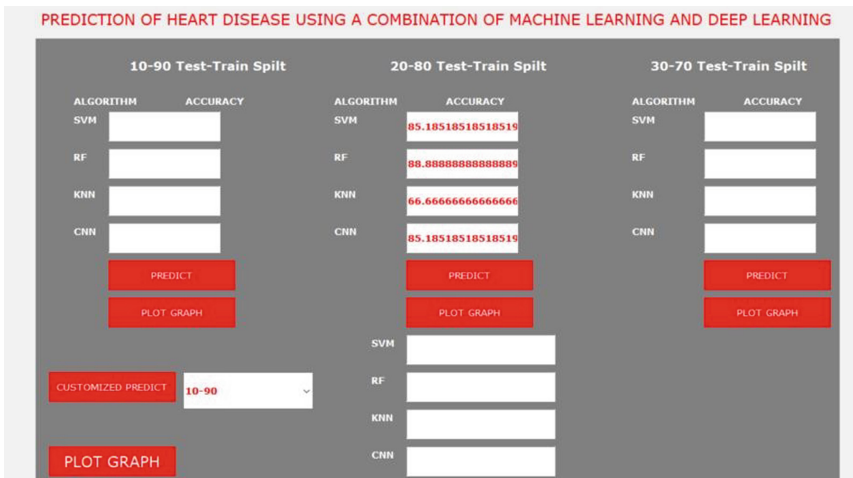 PREDICTION OF HEART DISEASE USING A COMBINATION OF MACHINE LEARNING AND DEEP LEARNING
10-90 Test-Train Spilt
20-80 Test-Train Spilt
30-70 Test-Train Spilt
ALGORITHM ACCURACY
ALGORITHM ACCURACY
ALGORITHM ACCURACY
SVM
SVM 85.18518518518519
SVM
RF
RF 88.88888888888889
RF
KNN
KNN 66.66666666666666
KNN
CNN
CNN 85.18518518518519
CNN
PREDICT
PREDICT
PREDICT
PLOT GRAPH
PLOT GRAPH
PLOT GRAPH
SVM
CUSTOMIZED PREDICT 10-90
RF
KNN
PLOT GRAPH
CNN